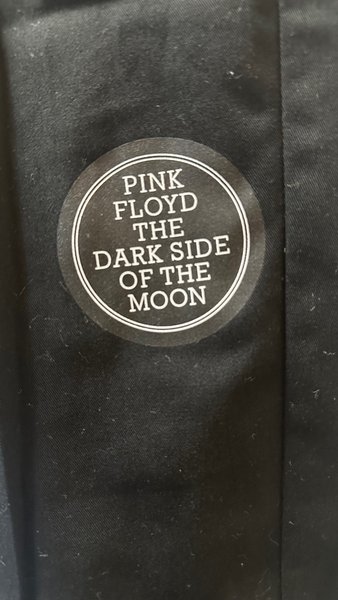 PINK
FLOYD
THE
DARK SIDE
OF THE
MOON